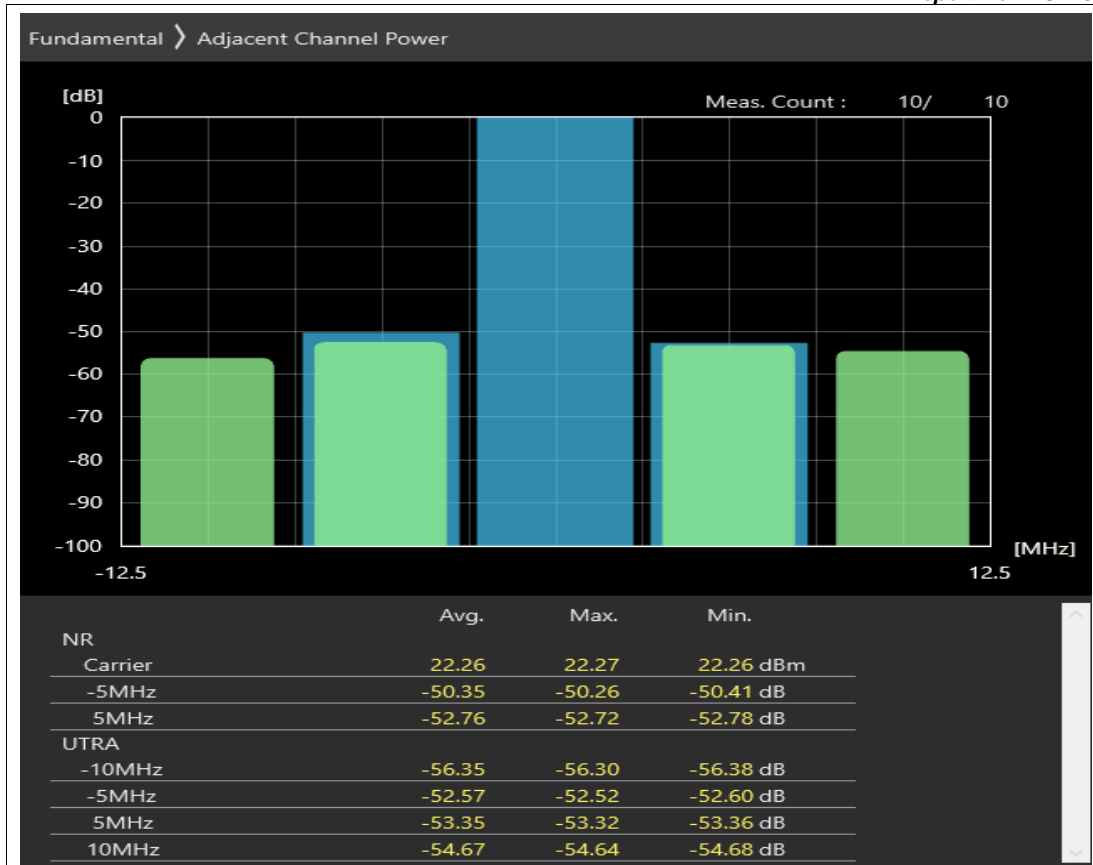 Fundamental 〉 Adjacent Channel Power
[dB]
Meas. Count : 10/ 10
0
-10
-20
-30
-40
-50
-60
-70
-80
-90
-100
[MHz]
-12.5 12.5
Avg. Max. Min.
NR
Carrier 22.26 22.27 22.26 dBm
-5MHz -50.35 -50.26 -50.41 dB
5MHz -52.76 -52.72 -52.78 dB
UTRA
-10MHz -56.35 -56.30 -56.38 dB
-5MHz -52.57 -52.52 -52.60 dB
5MHz -53.35 -53.32 -53.36 dB
10MHz -54.67 -54.64 -54.68 dB